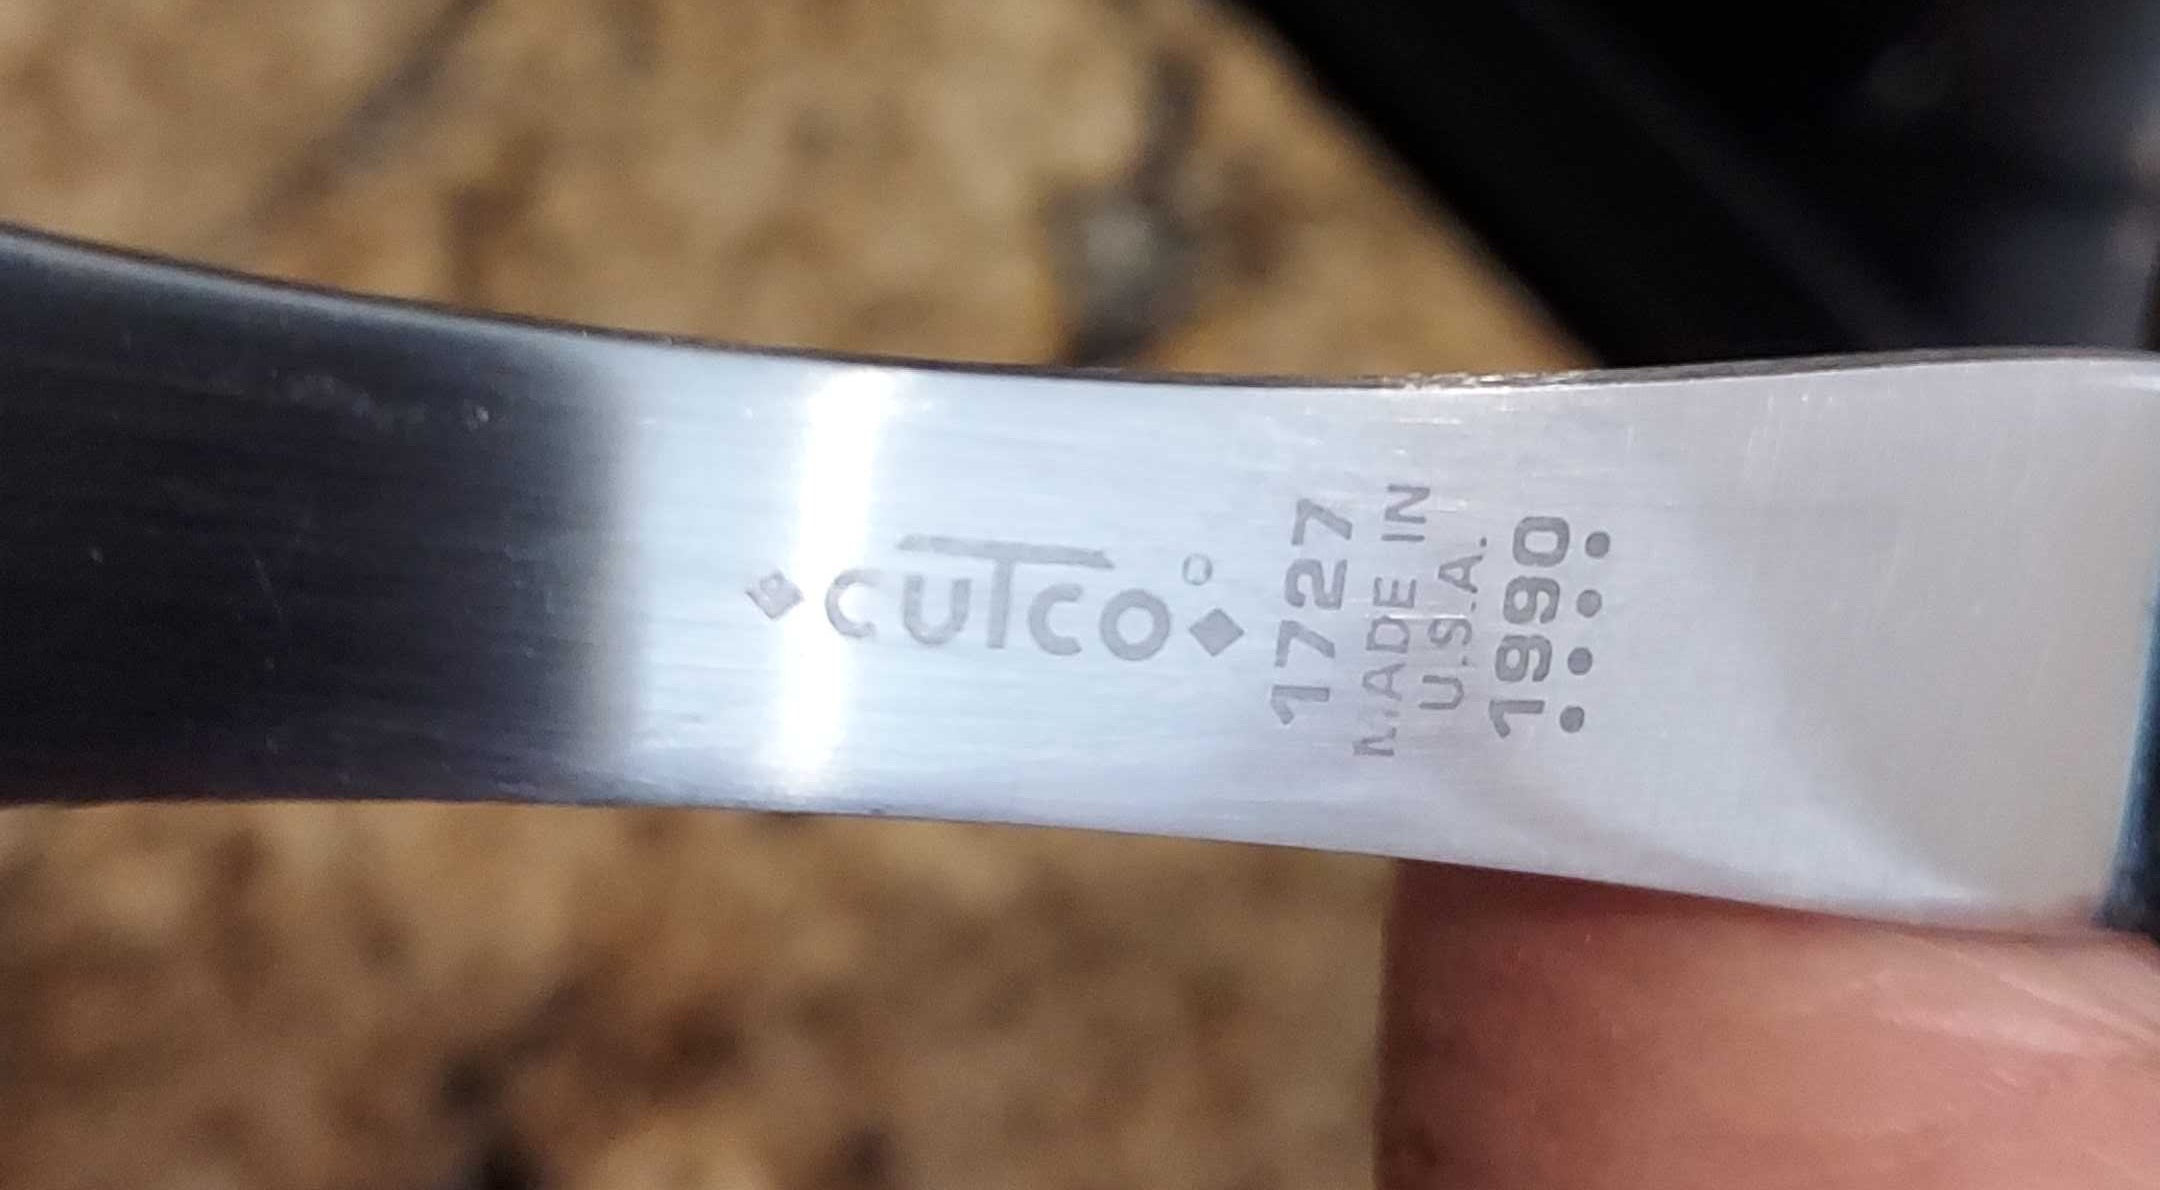 CUTCO
1727
MADE IN
U.S.A.
1990